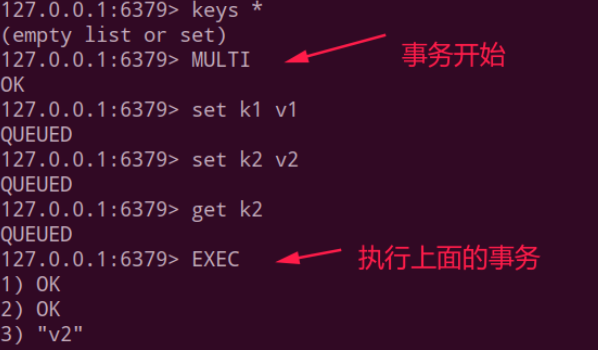 127.0.0.1:6379> keys *
(empty list or set)
127.0.0.1:6379> MULTI 事务开始
OK
127.0.0.1:6379> set k1 v1
QUEUED
127.0.0.1:6379> set k2 v2
QUEUED
127.0.0.1:6379> get k2
QUEUED
127.0.0.1:6379> EXEC 执行上面的事务
1) OK
2) OK
3) "v2"